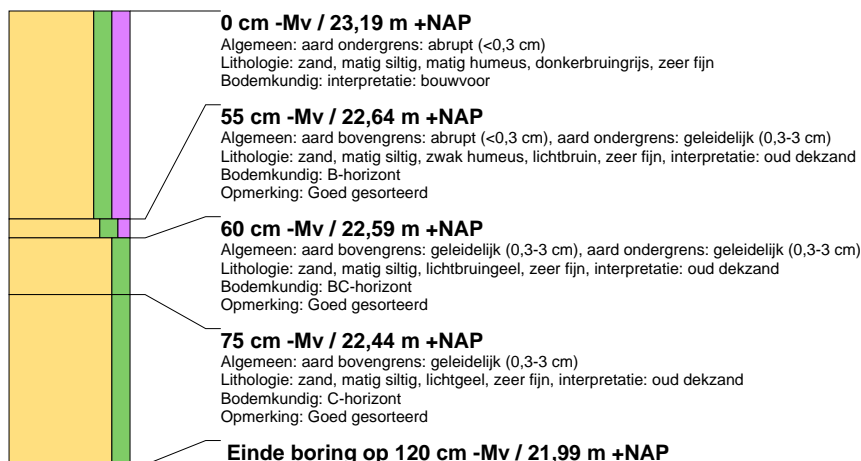 0 cm -Mv / 23,19 m +NAP
Algemeen: aard ondergrens: abrupt (<0,3 cm)
Lithologie: zand, matig siltig, matig humeus, donkerbruingrijs, zeer fijn
Bodemkundig: interpretatie: bouwvoor
55 cm -Mv / 22,64 m +NAP
Algemeen: aard bovengrens: abrupt (<0,3 cm), aard ondergrens: geleidelijk (0,3-3 cm)
Lithologie: zand, matig siltig, zwak humeus, lichtbruin, zeer fijn, interpretatie: oud dekzand
Bodemkundig: B-horizont
Opmerking: Goed gesorteerd
60 cm -Mv / 22,59 m +NAP
Algemeen: aard bovengrens: geleidelijk (0,3-3 cm), aard ondergrens: geleidelijk (0,3-3 cm)
Lithologie: zand, matig siltig, lichtbruingeel, zeer fijn, interpretatie: oud dekzand
Bodemkundig: BC-horizont
Opmerking: Goed gesorteerd
75 cm -Mv / 22,44 m +NAP
Algemeen: aard bovengrens: geleidelijk (0,3-3 cm)
Lithologie: zand, matig siltig, lichtgeel, zeer fijn, interpretatie: oud dekzand
Bodemkundig: C-horizont
Opmerking: Goed gesorteerd
Einde boring op 120 cm -Mv / 21,99 m +NAP